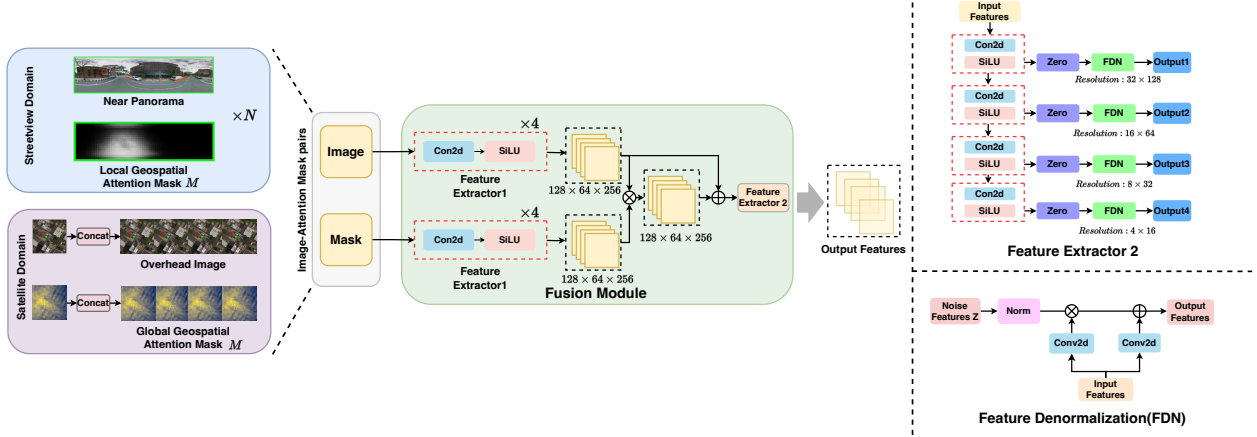 Streetview Domain
Near Panorama
× N
Local Geospatial
Attention Mask M
Satellite Domain
Concat
Overhead Image
Concat
Global Geospatial
Attention Mask M
Image-Attention Mask pairs
Image
Mask
×4
Con2d
SiLU
Feature
Extractor1
128 × 64 × 256
×4
Con2d
SiLU
Feature
Extractor1
128 × 64 × 256
128 × 64 × 256
Feature
Extractor 2
Fusion Module
Output Features
Input
Features
Con2d
SiLU
Zero
FDN
Output1
Resolution : 32 × 128
Con2d
SiLU
Zero
FDN
Output2
Resolution : 16 × 64
Con2d
SiLU
Zero
FDN
Output3
Resolution : 8 × 32
Con2d
SiLU
Zero
FDN
Output4
Resolution : 4 × 16
Feature Extractor 2
Noise
Features Z
Norm
Output
Features
Conv2d
Conv2d
Input
Features
Feature Denormalization(FDN)